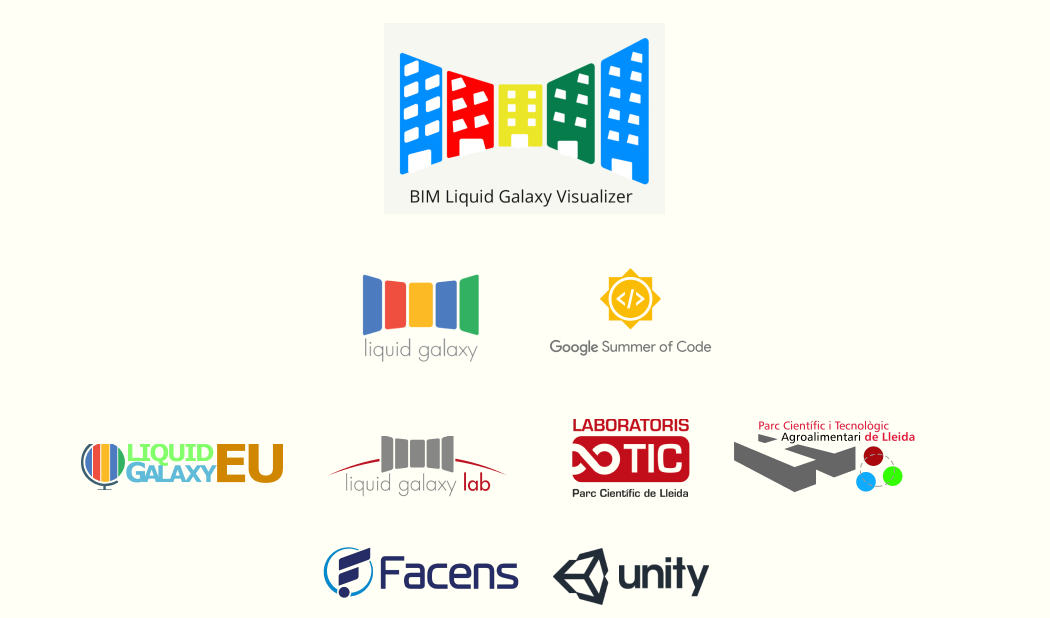 BIM Liquid Galaxy Visualizer
liquid galaxy
</>
Google Summer of Code
LIQUID
GALAXY EU
liquid galaxy lab
LABORATORIS
TIC
Parc Científic de Lleida
Parc Científic i Tecnològic
Agroalimentari de Lleida
Facens
unity